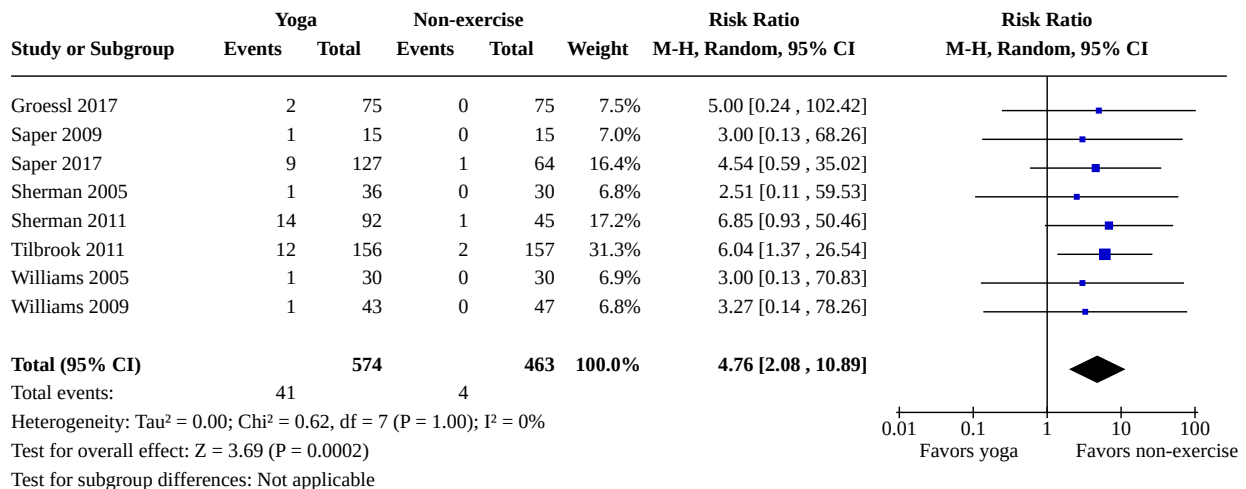 Yoga Non-exercise Risk Ratio Risk Ratio
Study or Subgroup Events Total Events Total Weight M-H, Random, 95% CI M-H, Random, 95% CI
Groessl 2017 2 75 0 75 7.5% 5.00 [0.24 , 102.42]
Saper 2009 1 15 0 15 7.0% 3.00 [0.13 , 68.26]
Saper 2017 9 127 1 64 16.4% 4.54 [0.59 , 35.02]
Sherman 2005 1 36 0 30 6.8% 2.51 [0.11 , 59.53]
Sherman 2011 14 92 1 45 17.2% 6.85 [0.93 , 50.46]
Tilbrook 2011 12 156 2 157 31.3% 6.04 [1.37 , 26.54]
Williams 2005 1 30 0 30 6.9% 3.00 [0.13 , 70.83]
Williams 2009 1 43 0 47 6.8% 3.27 [0.14 , 78.26]
Total (95% CI) 574 463 100.0% 4.76 [2.08 , 10.89]
Total events: 41 4
Heterogeneity: Tau² = 0.00; Chi² = 0.62, df = 7 (P = 1.00); I² = 0%
0.01 0.1 1 10 100
Test for overall effect: Z = 3.69 (P = 0.0002)
Favors yoga Favors non-exercise
Test for subgroup differences: Not applicable